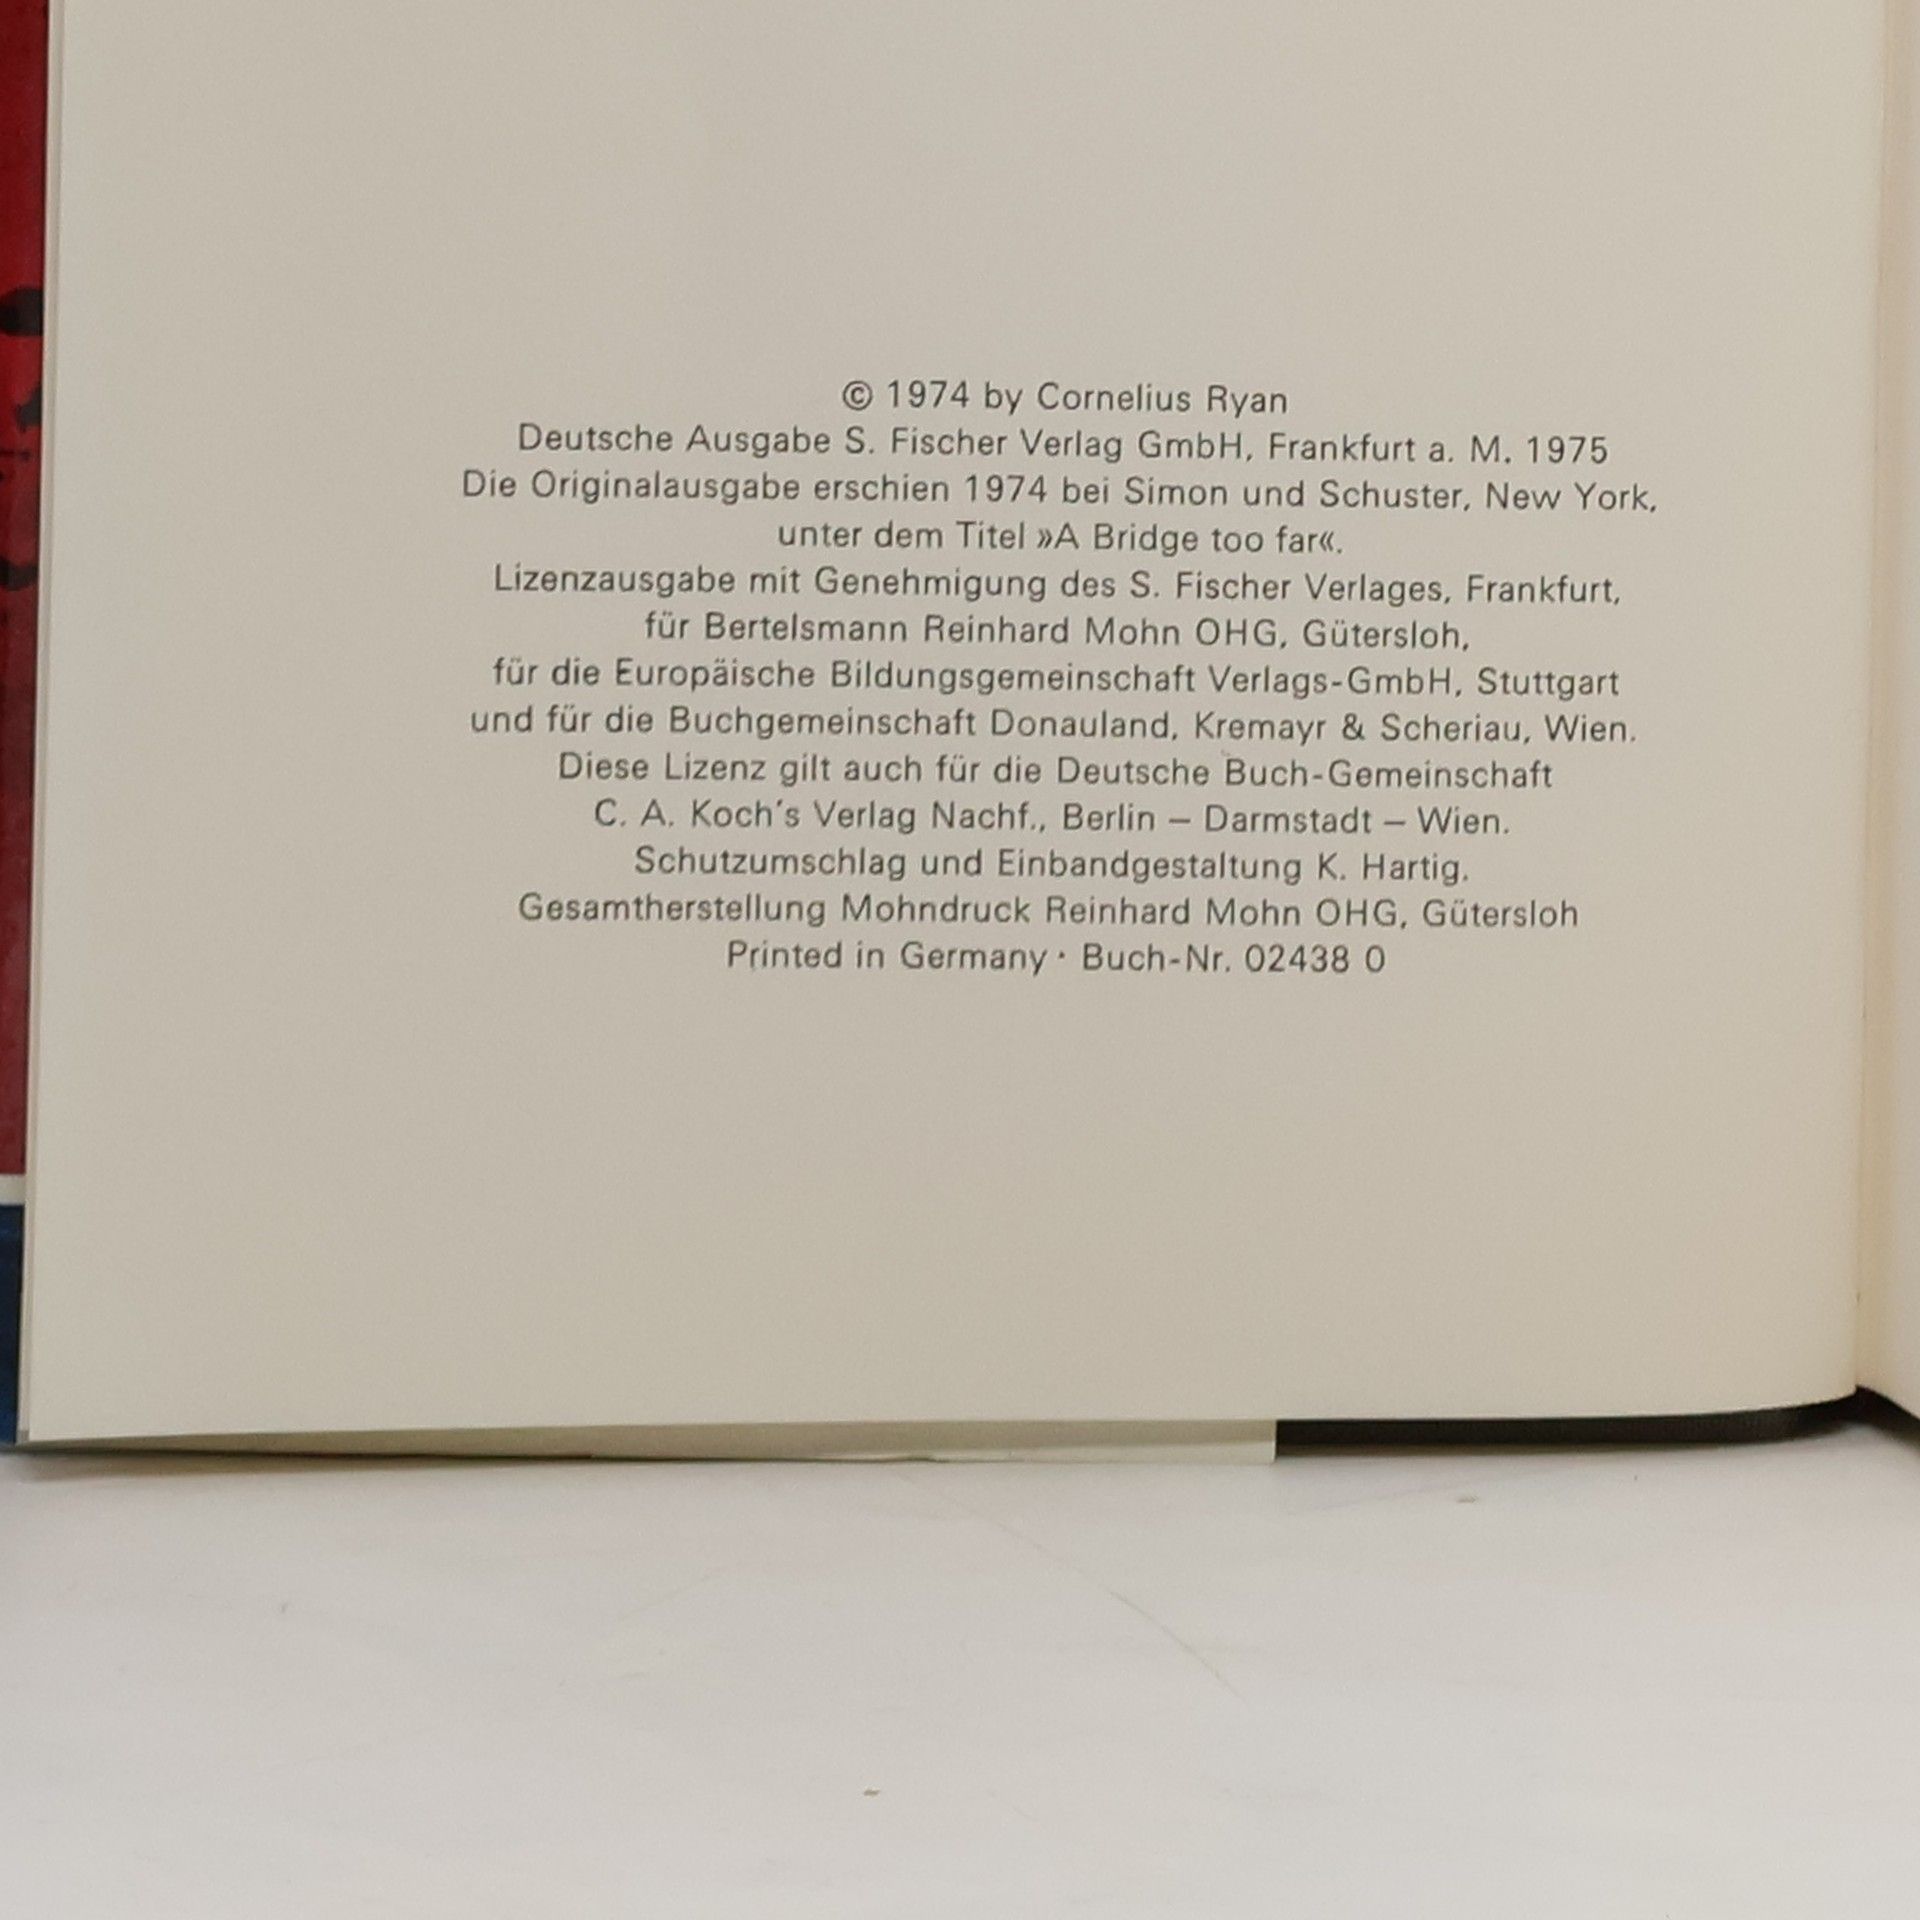 © 1974 by Cornelius Ryan
Deutsche Ausgabe S. Fischer Verlag GmbH, Frankfurt a. M. 1975
Die Originalausgabe erschien 1974 bei Simon und Schuster, New York,
unter dem Titel »A Bridge too far«.
Lizenzausgabe mit Genehmigung des S. Fischer Verlages, Frankfurt,
für Bertelsmann Reinhard Mohn OHG, Gütersloh,
für die Europäische Bildungsgemeinschaft Verlags-GmbH, Stuttgart
und für die Buchgemeinschaft Donauland, Kremayr & Scheriau, Wien.
Diese Lizenz gilt auch für die Deutsche Buch-Gemeinschaft
C. A. Koch's Verlag Nachf., Berlin – Darmstadt – Wien.
Schutzumschlag und Einbandgestaltung K. Hartig.
Gesamtherstellung Mohndruck Reinhard Mohn OHG, Gütersloh
Printed in Germany · Buch-Nr. 02438 0